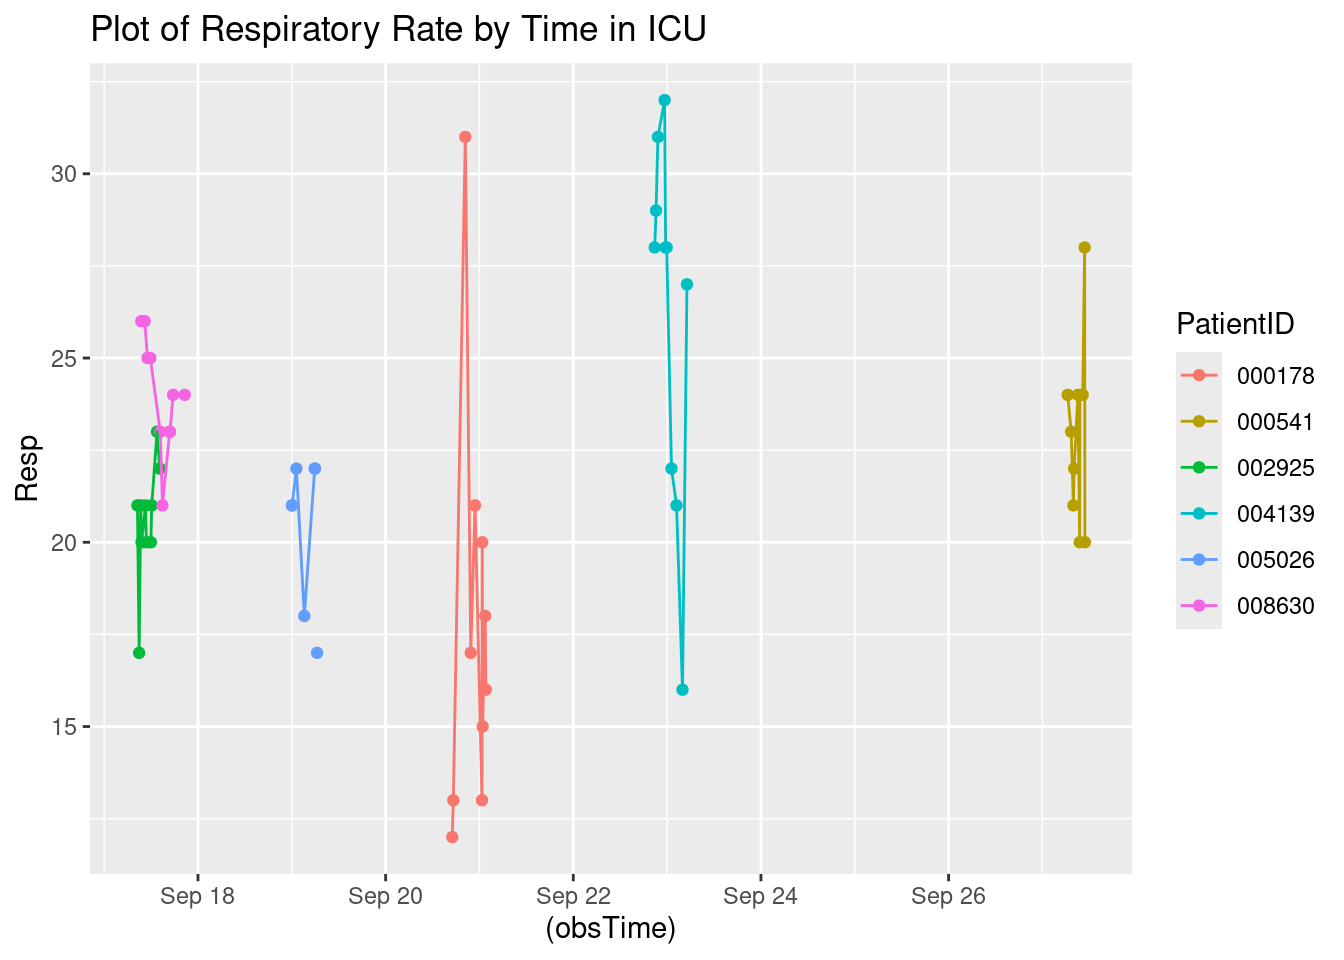 Plot of Respiratory Rate by Time in ICU
30
25
20
15
Resp
Sep 18 Sep 20 Sep 22 Sep 24 Sep 26
(obsTime)
PatientID
000178
000541
002925
004139
005026
008630